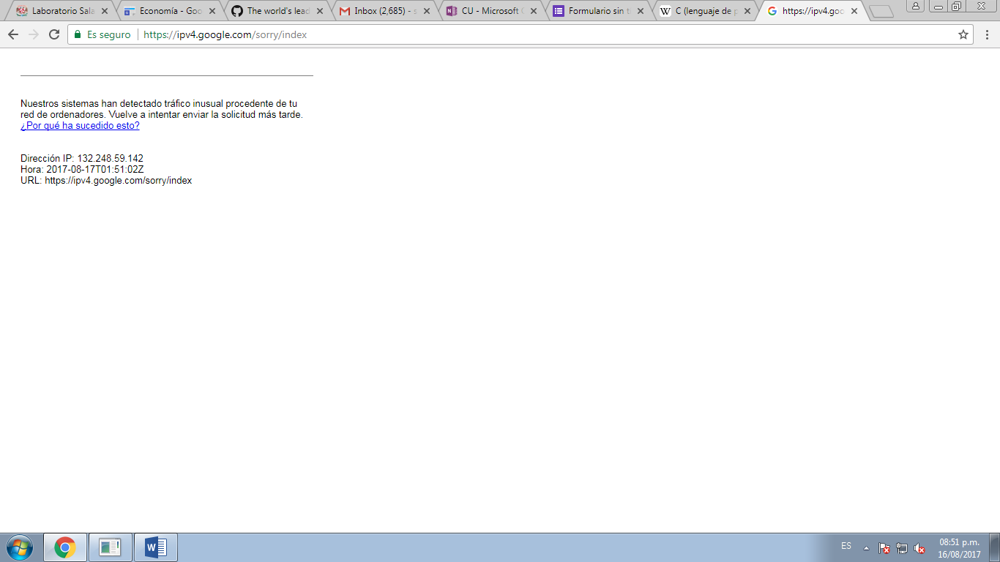 Laboratorio Sala
Economía - Goo
The world's lead
Inbox (2,685) - s
CU - Microsoft
Formulario sin t
W C (lenguaje de p
G https://ipv4.goo
Es seguro https://ipv4.google.com/sorry/index
Nuestros sistemas han detectado tráfico inusual procedente de tu
red de ordenadores. Vuelve a intentar enviar la solicitud más tarde.
¿Por qué ha sucedido esto?
Dirección IP: 132.248.59.142
Hora: 2017-08-17T01:51:02Z
URL: https://ipv4.google.com/sorry/index
ES
08:51 p.m.
16/08/2017